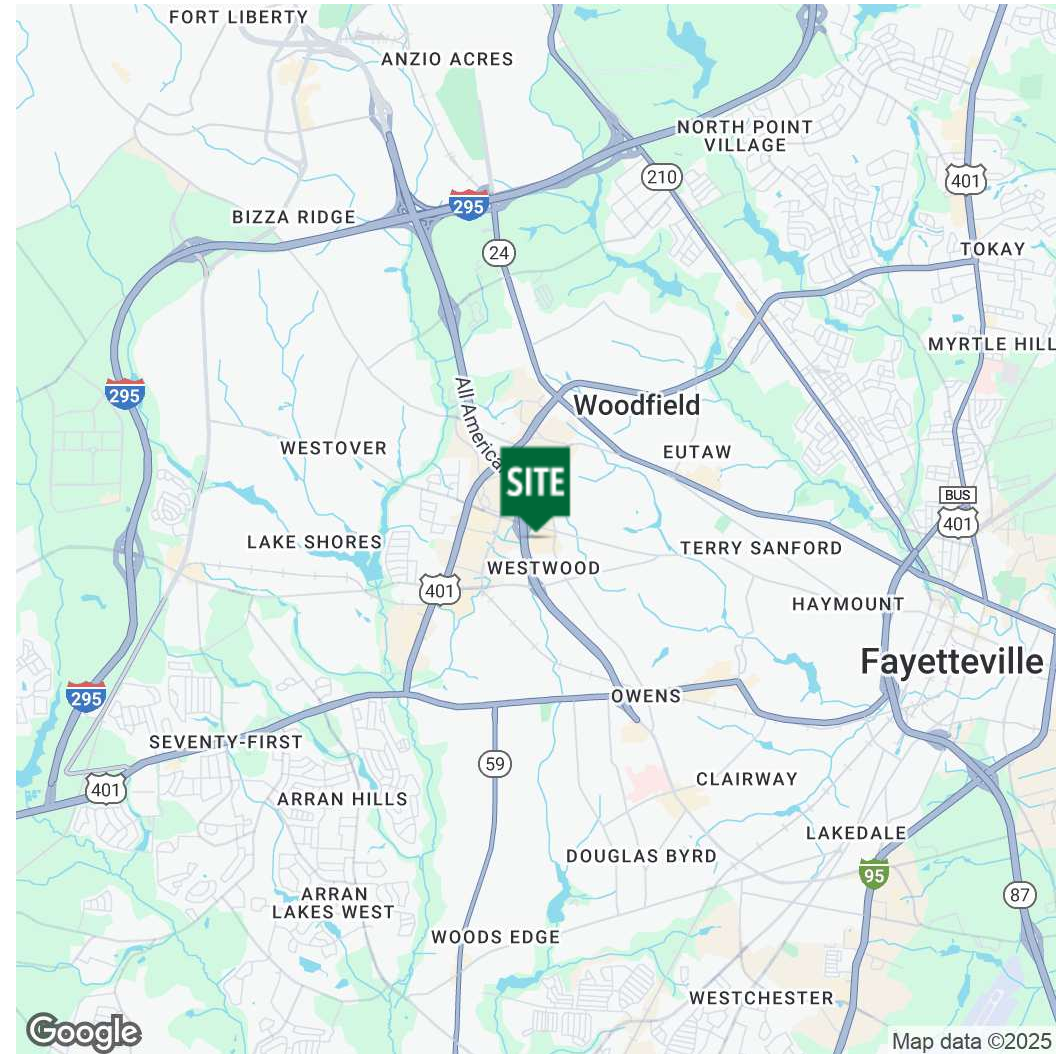 FORT LIBERTY
ANZIO ACRES
NORTH POINT
VILLAGE
210
401
295
BIZZA RIDGE
24
TOKAY
MYRTLE HILL
295
All America
Woodfield
WESTOVER
EUTAW
SITE
BUS
401
LAKE SHORES
TERRY SANFORD
WESTWOOD
401
HAYMOUNT
Fayetteville
295
OWENS
SEVENTY-FIRST
59
CLAIRWAY
401
ARRAN HILLS
LAKEDALE
DOUGLAS BYRD
95
87
ARRAN
LAKES WEST
WOODS EDGE
WESTCHESTER
Google
Map data ©2025